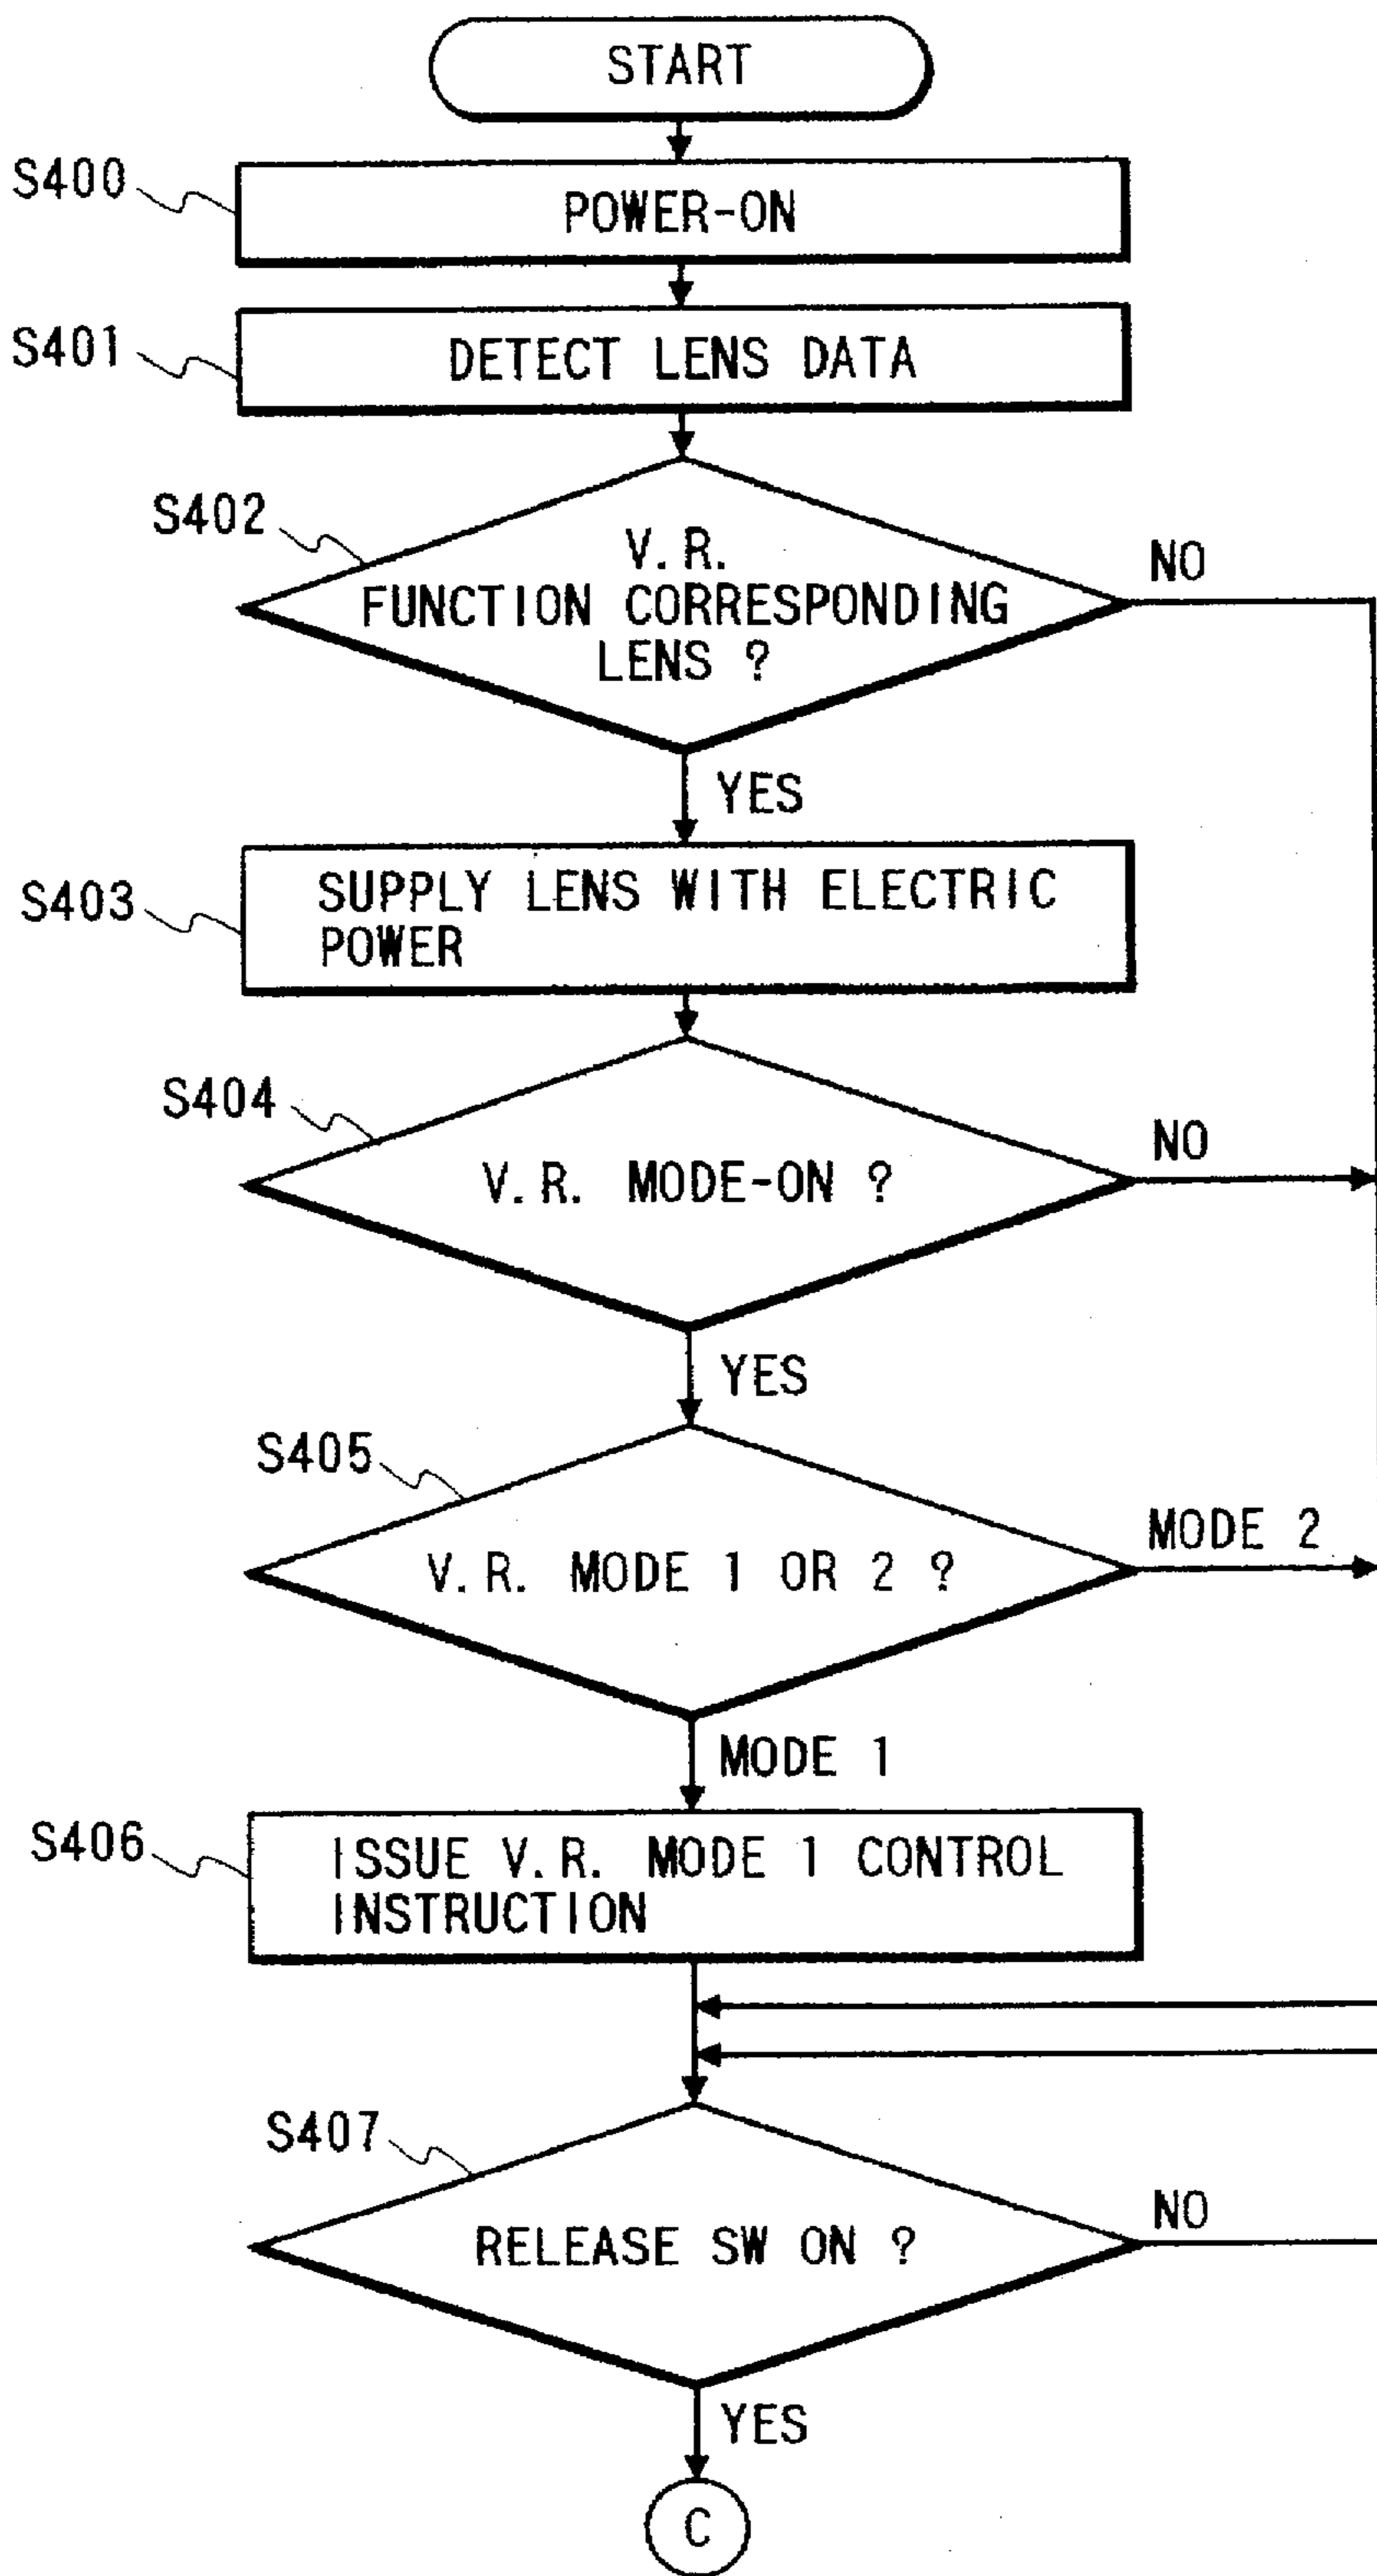 START
S400
POWER-ON
S401
DETECT LENS DATA
S402
V.R.
FUNCTION CORRESPONDING
LENS ?
NO
YES
S403
SUPPLY LENS WITH ELECTRIC
POWER
S404
V.R. MODE-ON ?
NO
YES
S405
V.R. MODE 1 OR 2 ?
MODE 2
MODE 1
S406
ISSUE V.R. MODE 1 CONTROL
INSTRUCTION
S407
RELEASE SW ON ?
NO
YES
C